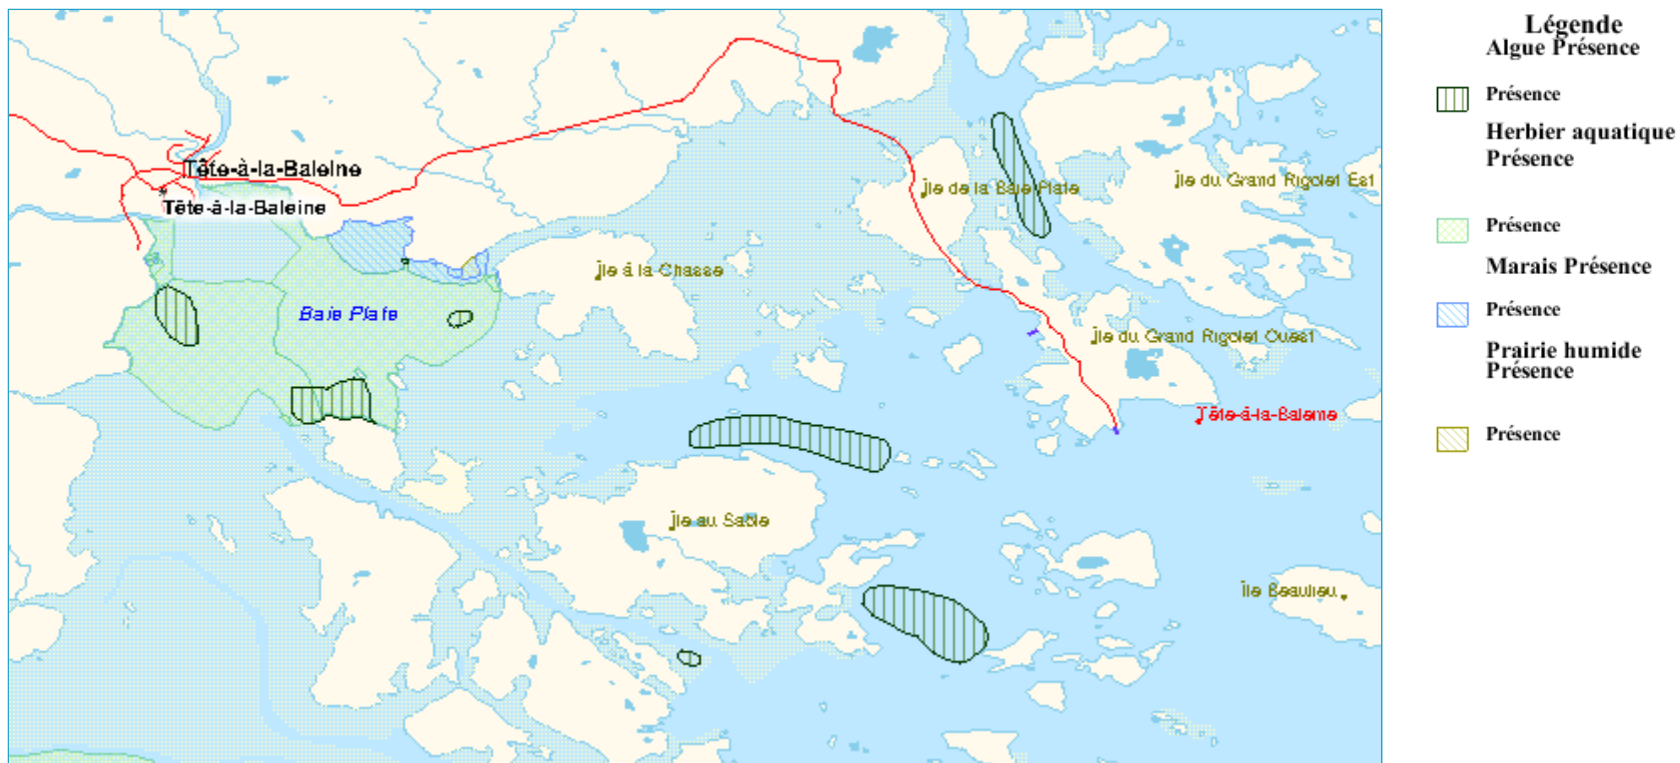 Légende
Algue Présence
Présence
Herbier aquatique
Présence
Présence
Marais Présence
Présence
Prairie humide
Présence
Présence
Tête-à-la-Baleine
Tête-à-la-Baleine
Île de la Baie Plate
Île du Grand Rigolet Est
Île à la Chasse
Baie Plate
Île du Grand Rigolet Ouest
Tête-à-la-Baleine
Île au Sable
Île Beaulieu